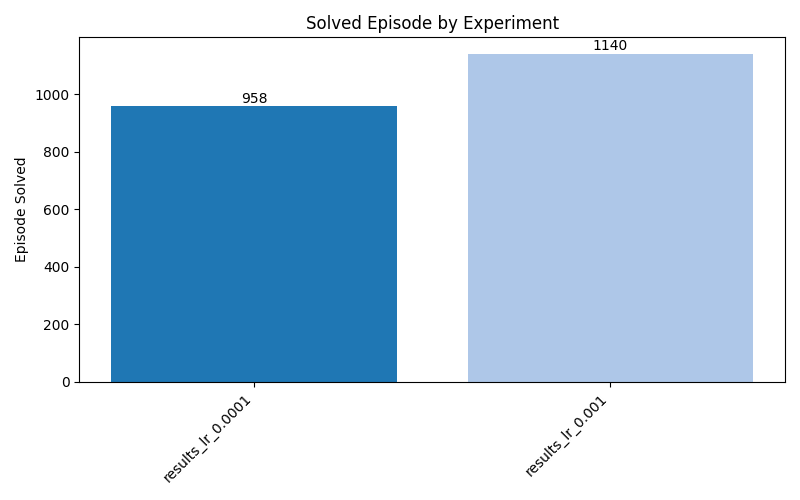 Solved Episode by Experiment
1140
958
1000
800
600
400
200
0
Episode Solved
results_lr_0.0001
results_lr_0.001